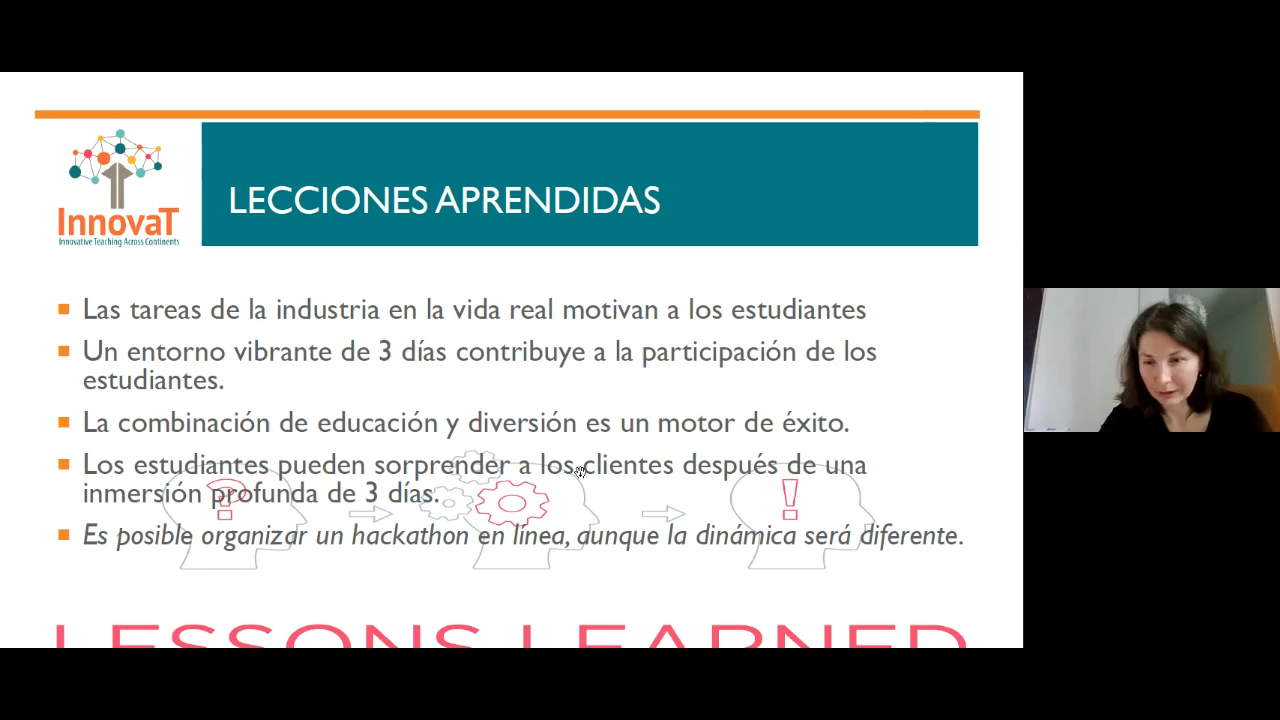 InnovaT
Innovative Teaching Across Continents
LECCIONES APRENDIDAS
Las tareas de la industria en la vida real motivan a los estudiantes
Un entorno vibrante de 3 días contribuye a la participación de los
estudiantes.
La combinación de educación y diversión es un motor de éxito.
Los estudiantes pueden sorprender a los clientes después de una
inmersión profunda de 3 días.
Es posible organizar un hackathon en línea, aunque la dinámica será diferente.
LESSONS LEARNED